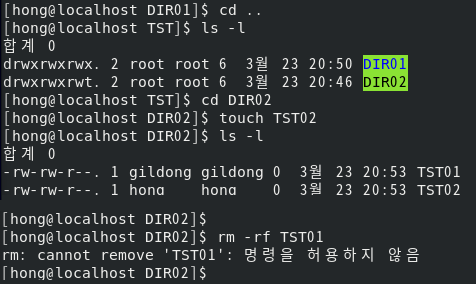 [hong@localhost DIR01]$ cd ..
[hong@localhost TST]$ ls -l
합계 0
drwxrwxrwx. 2 root root 6  3월 23 20:50 DIR01
drwxrwxrwt. 2 root root 6  3월 23 20:46 DIR02
[hong@localhost TST]$ cd DIR02
[hong@localhost DIR02]$ touch TST02
[hong@localhost DIR02]$ ls -l
합계 0
-rw-rw-r--. 1 gildong gildong 0  3월 23 20:53 TST01
-rw-rw-r--. 1 hong    hong    0  3월 23 20:53 TST02
[hong@localhost DIR02]$
[hong@localhost DIR02]$ rm -rf TST01
rm: cannot remove 'TST01': 명령을 허용하지 않음
[hong@localhost DIR02]$